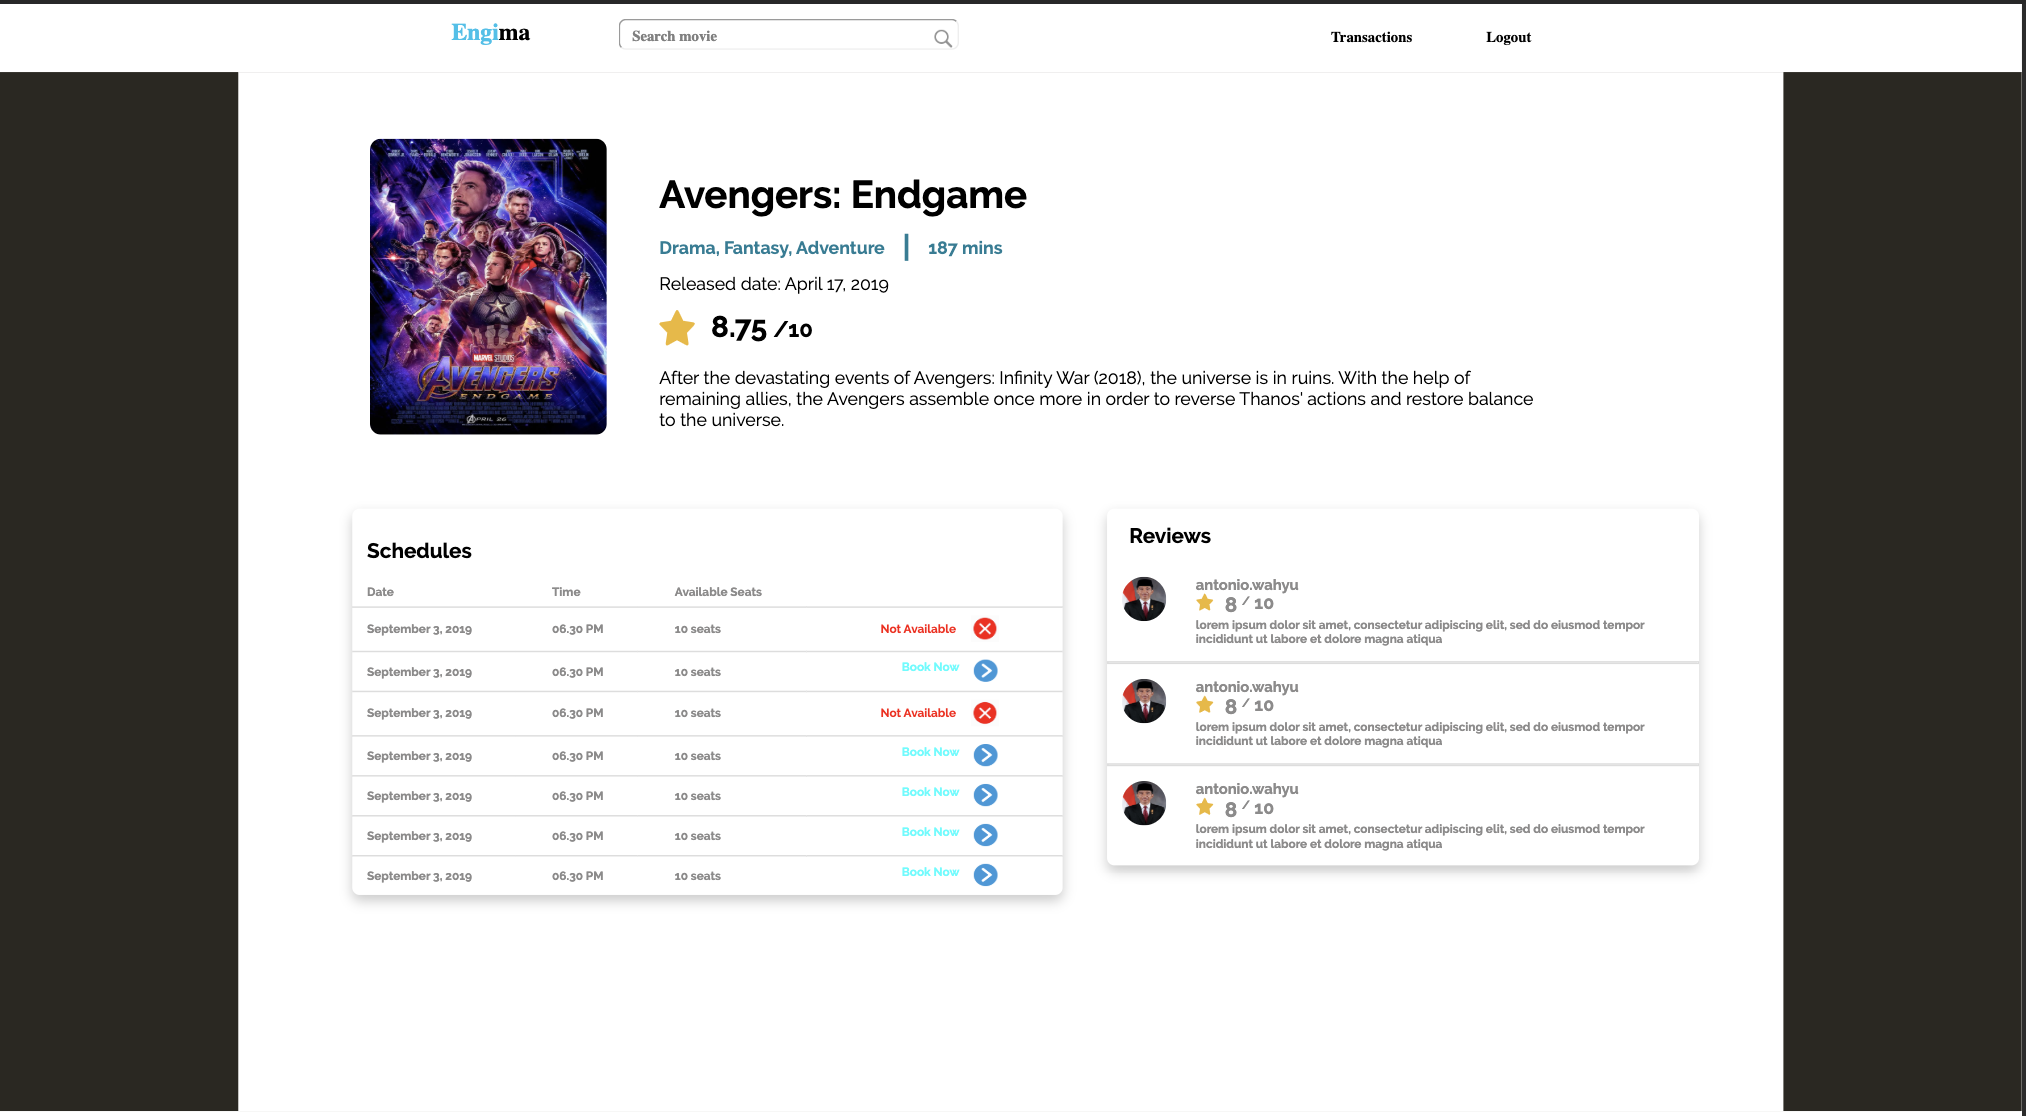 Engima
Search movie
Transactions
Logout
MARVEL STUDIOS
AVENGERS
ENDGAME
APRIL 26
Avengers: Endgame
Drama, Fantasy, Adventure | 187 mins
Released date: April 17, 2019
8.75 /10
After the devastating events of Avengers: Infinity War (2018), the universe is in ruins. With the help of
remaining allies, the Avengers assemble once more in order to reverse Thanos' actions and restore balance
to the universe.
Schedules
Date Time Available Seats
September 3, 2019 06.30 PM 10 seats Not Available
September 3, 2019 06.30 PM 10 seats Book Now
September 3, 2019 06.30 PM 10 seats Not Available
September 3, 2019 06.30 PM 10 seats Book Now
September 3, 2019 06.30 PM 10 seats Book Now
September 3, 2019 06.30 PM 10 seats Book Now
September 3, 2019 06.30 PM 10 seats Book Now
Reviews
antonio.wahyu
8 / 10
lorem ipsum dolor sit amet, consectetur adipiscing elit, sed do eiusmod tempor
incididunt ut labore et dolore magna atiqua
antonio.wahyu
8 / 10
lorem ipsum dolor sit amet, consectetur adipiscing elit, sed do eiusmod tempor
incididunt ut labore et dolore magna atiqua
antonio.wahyu
8 / 10
lorem ipsum dolor sit amet, consectetur adipiscing elit, sed do eiusmod tempor
incididunt ut labore et dolore magna atiqua